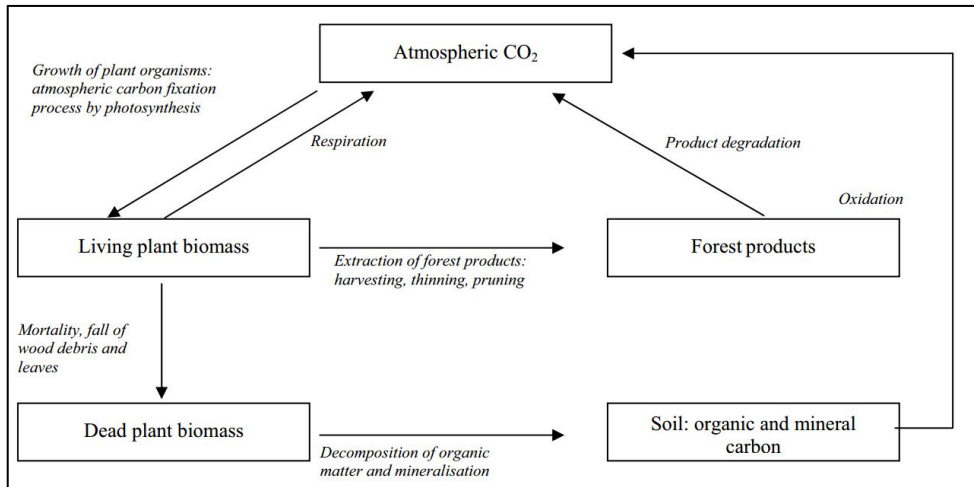 Atmospheric CO₂
Growth of plant organisms:
atmospheric carbon fixation
process by photosynthesis
Respiration
Product degradation
Oxidation
Living plant biomass
Extraction of forest products:
harvesting, thinning, pruning
Forest products
Mortality, fall of
wood debris and
leaves
Dead plant biomass
Decomposition of organic
matter and mineralisation
Soil: organic and mineral
carbon